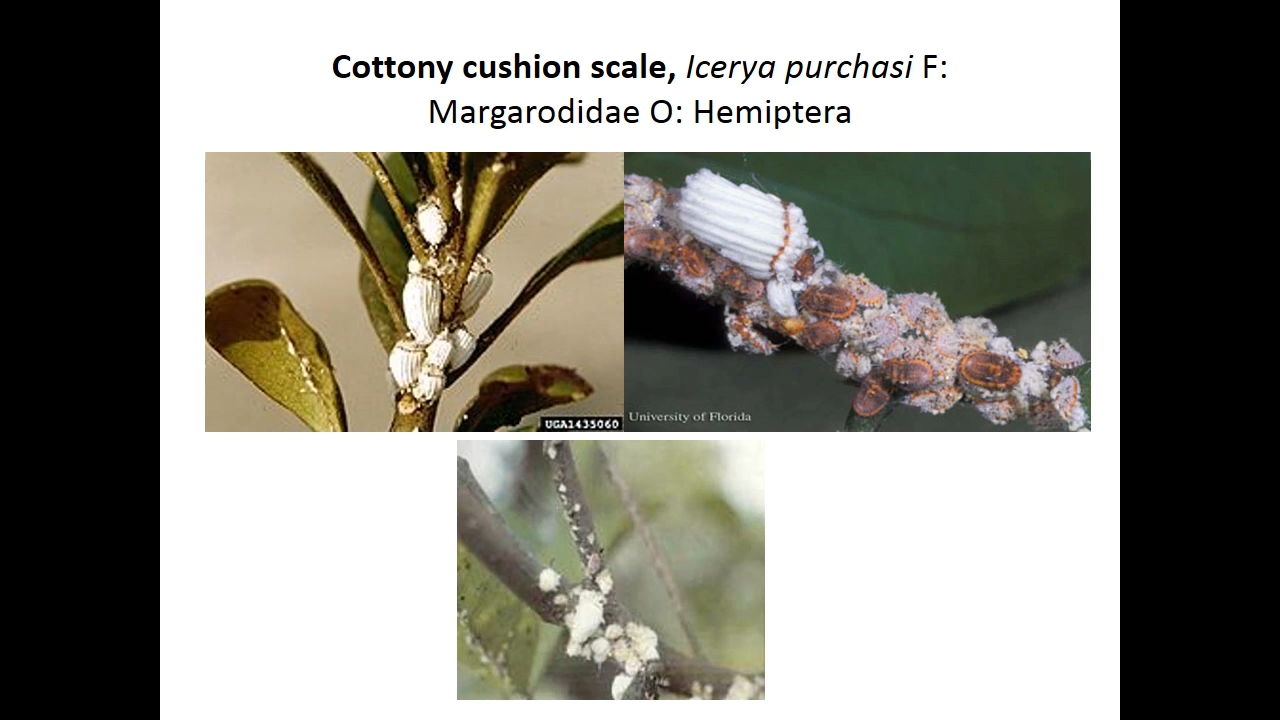 Cottony cushion scale, Icerya purchasi F:
Margarodidae O: Hemiptera
UGA1435060
University of Florida